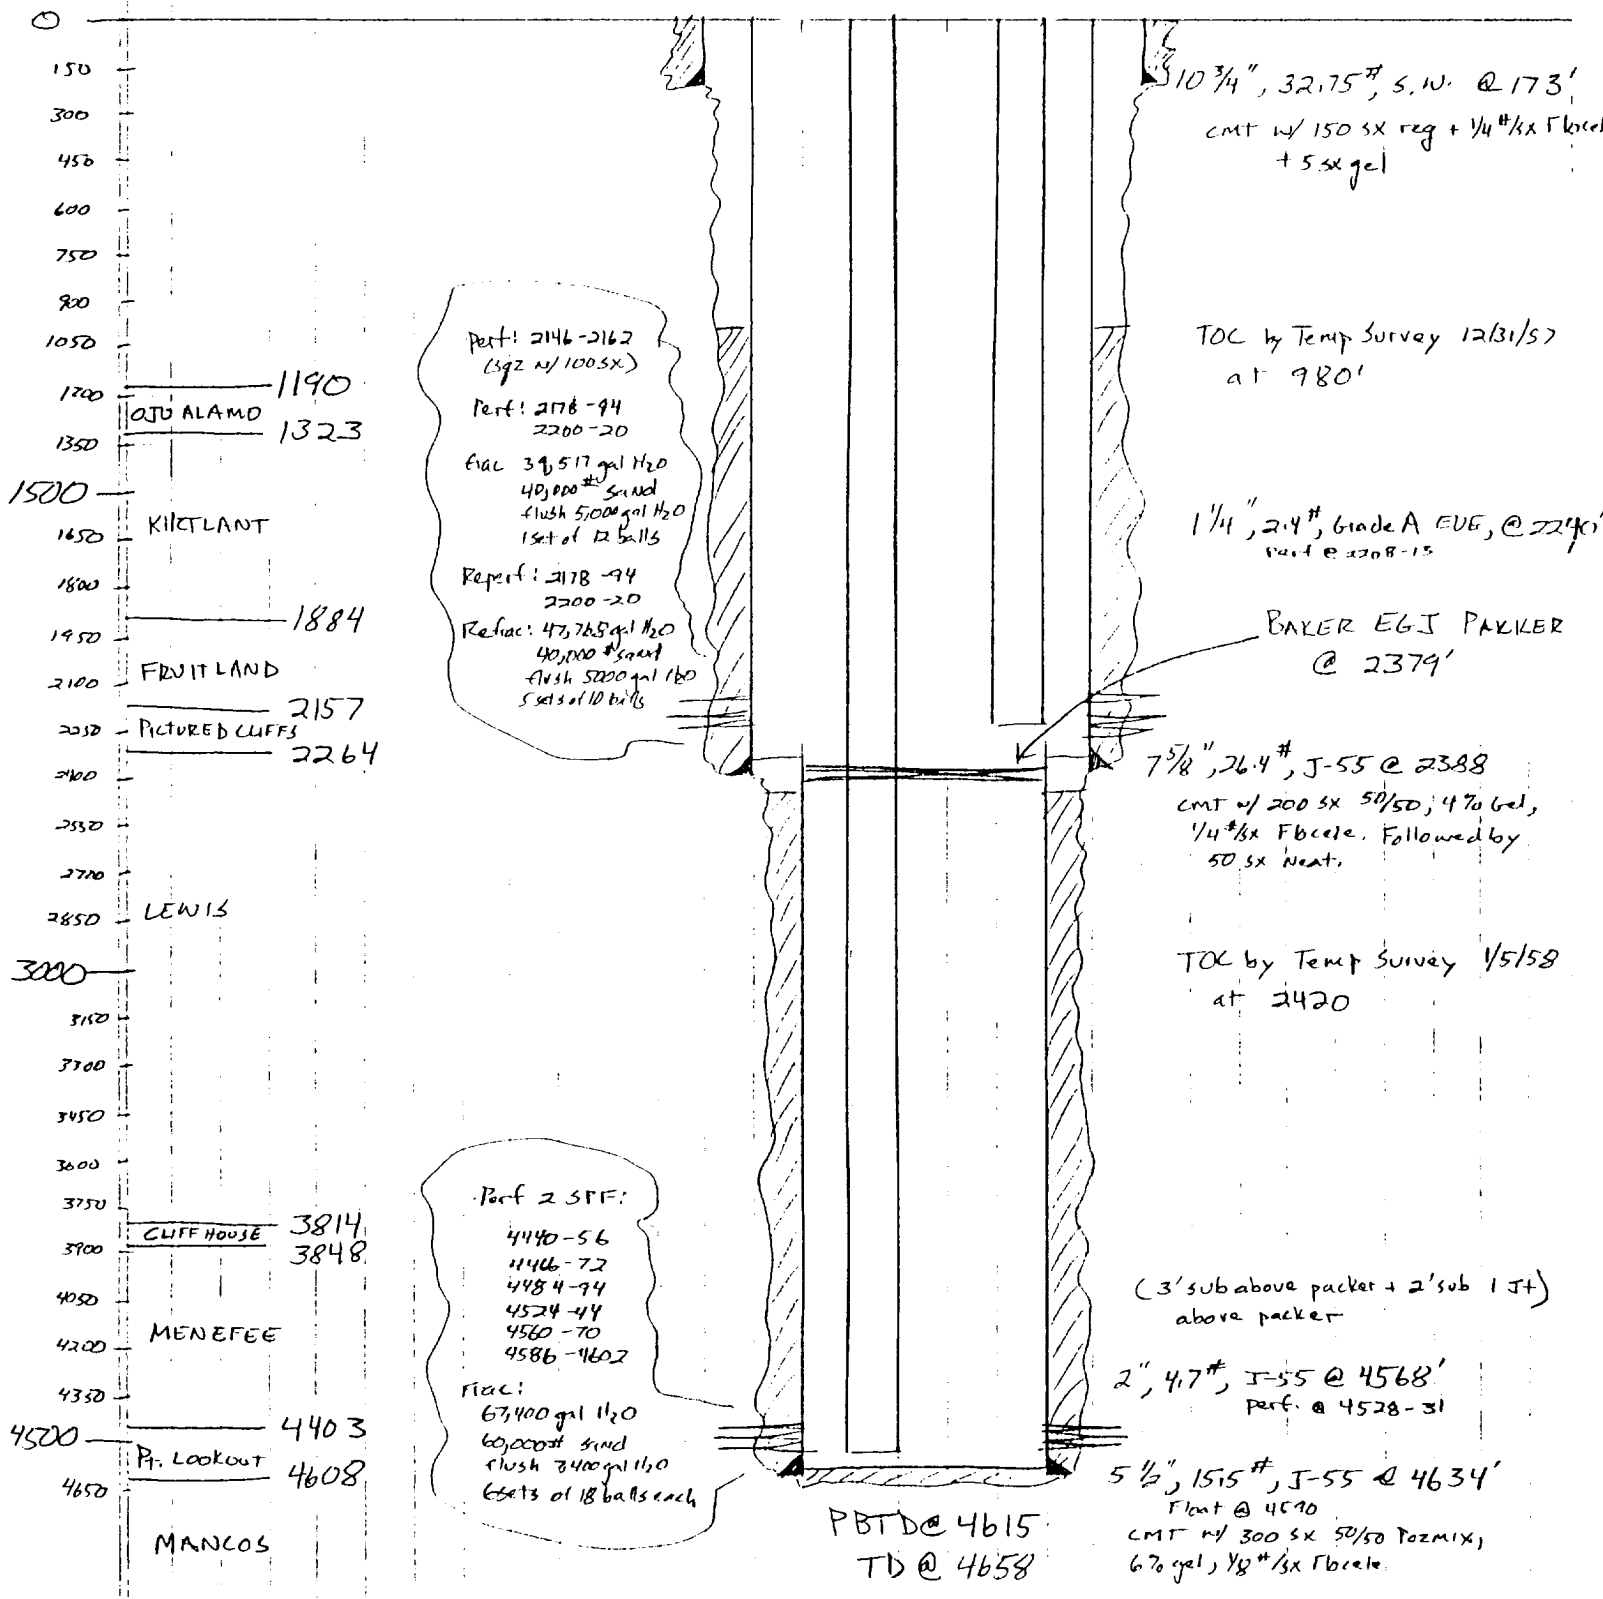 0
150
300
450
600
750
900
1050
1200
1350
1500
1650
1800
1950
2100
2250
2400
2550
2700
2850
3000
3150
3300
3450
3600
3750
3900
4050
4200
4350
4500
4650
1190
OJO ALAMO
1323
KIRTLANT
1884
FRUITLAND
2157
PICTURED CLIFFS
2264
LEWIS
3814
CLIFF HOUSE
3848
MENEFEE
4403
Pt. LOOKOUT
4608
MANCOS
Perf: 2146-2162
(sqz w/ 100 sx)
Perf: 2178-94
2200-20
frac 39,517 gal H2O
40,000# sand
flush 5,000 gal H2O
1 set of 12 balls
Reperf: 2178-94
2200-20
Refrac: 47,765 gal H2O
40,000# sand
flush 5000 gal H2O
5 sets of 10 balls
Perf 2 SPF:
4440-56
4466-72
4484-94
4524-44
4560-70
4586-4602
Frac:
67,400 gal H2O
60,000# sand
flush 8400 gal H2O
6 sets of 18 balls each
10 3/4", 32.75#, S.W. @ 173'
CMT w/ 150 sx reg + 1/4 #/sx Flocel
+ 5 sx gel
TOC by Temp Survey 12/31/57
at 980'
1 1/4", 2.4#, Grade A EUE, @ 2240'
Perf @ 2208-15
BAKER EGJ PAKKER
@ 2379'
7 5/8", 26.4#, J-55 @ 2388
CMT w/ 200 sx 50/50, 4% Gel,
1/4 #/sx Flocele. Followed by
50 sx Neat.
TOC by Temp Survey 1/5/58
at 2420
(3' sub above packer + 2' sub 1 Jt)
above packer
2", 4.7#, J-55 @ 4568'
perf. @ 4528-31
5 1/2", 15.5#, J-55 @ 4634'
Float @ 4590
CMT w/ 300 sx 50/50 Pozmix,
6% gel, 1/8 #/sx Flocele
PBTD @ 4615
TD @ 4658